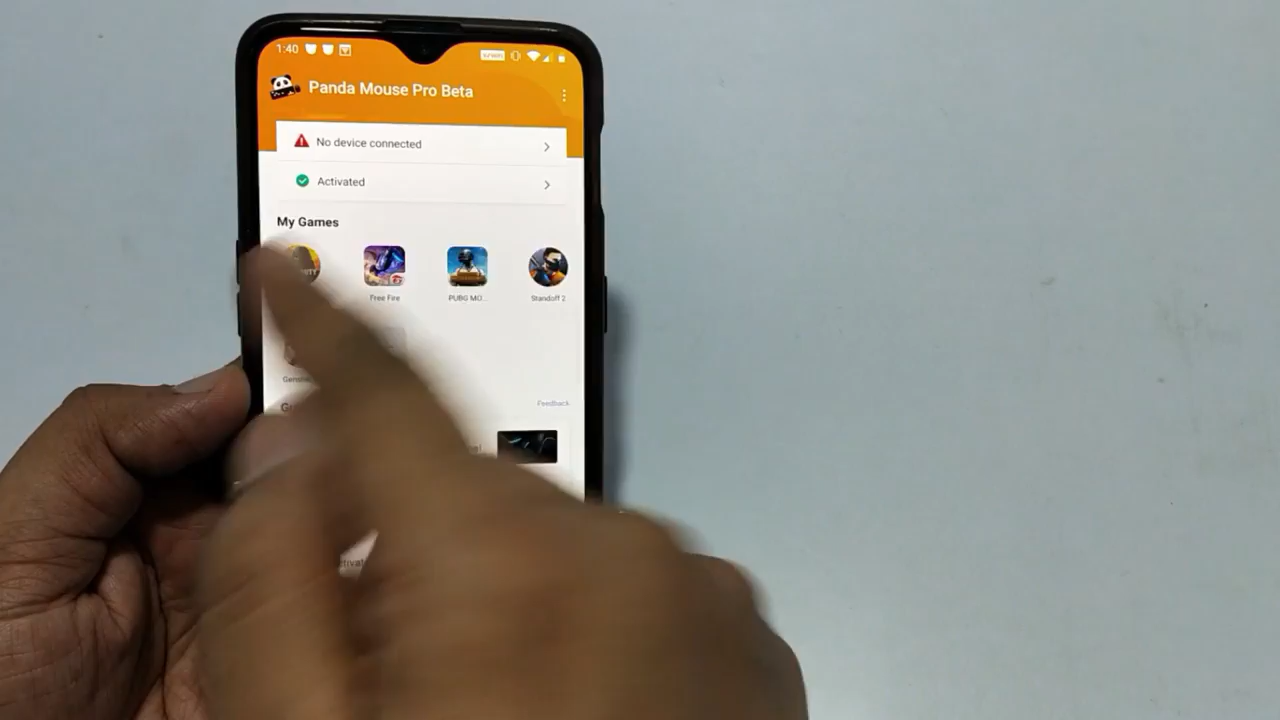 1:40
Panda Mouse Pro Beta
No device connected
Activated
My Games
Free Fire
PUBG MO...
Standoff 2
Feedback